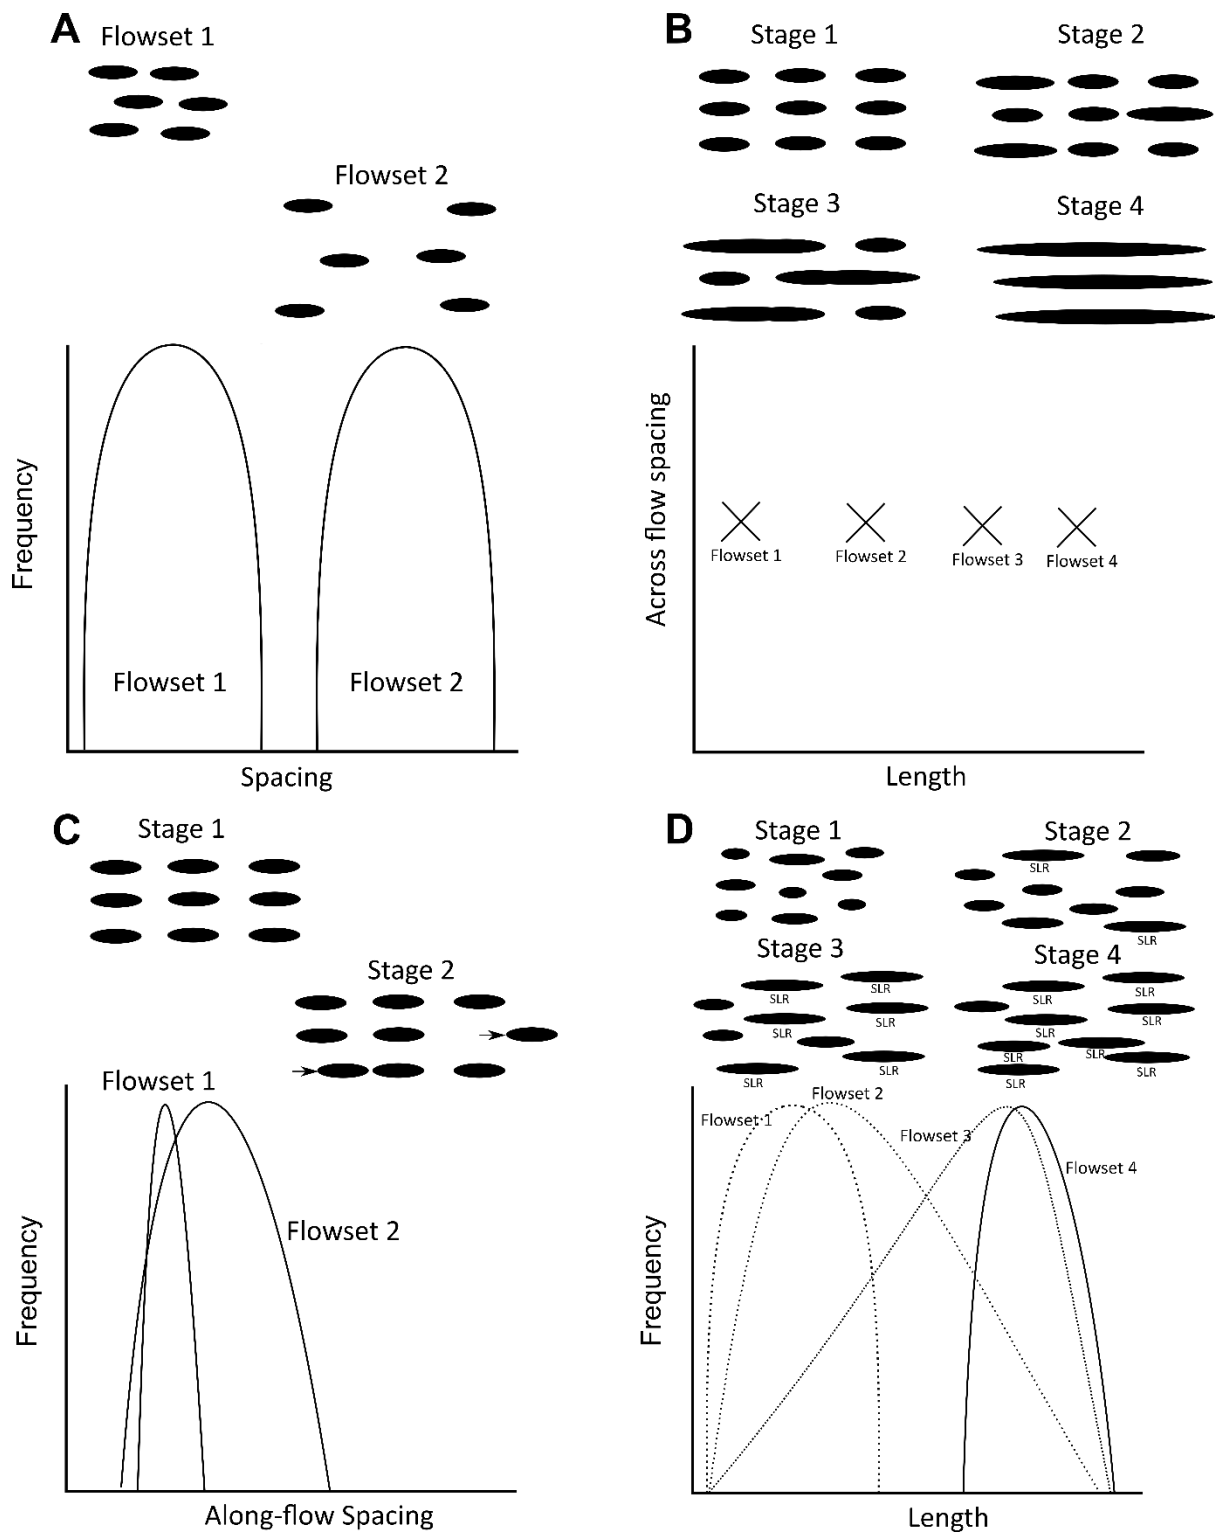 A
Flowset 1
Flowset 2
Frequency
Flowset 1
Flowset 2
Spacing
B
Stage 1
Stage 2
Stage 3
Stage 4
Across flow spacing
Flowset 1
Flowset 2
Flowset 3
Flowset 4
Length
C
Stage 1
Stage 2
Flowset 1
Flowset 2
Frequency
Along-flow Spacing
D
Stage 1
Stage 2
SLR
SLR
Stage 3
Stage 4
SLR
SLR
SLR
SLR
SLR
SLR
SLR
SLR
SLR
SLR
SLR
SLR
SLR
SLR
Flowset 1
Flowset 2
Flowset 3
Flowset 4
Frequency
Length